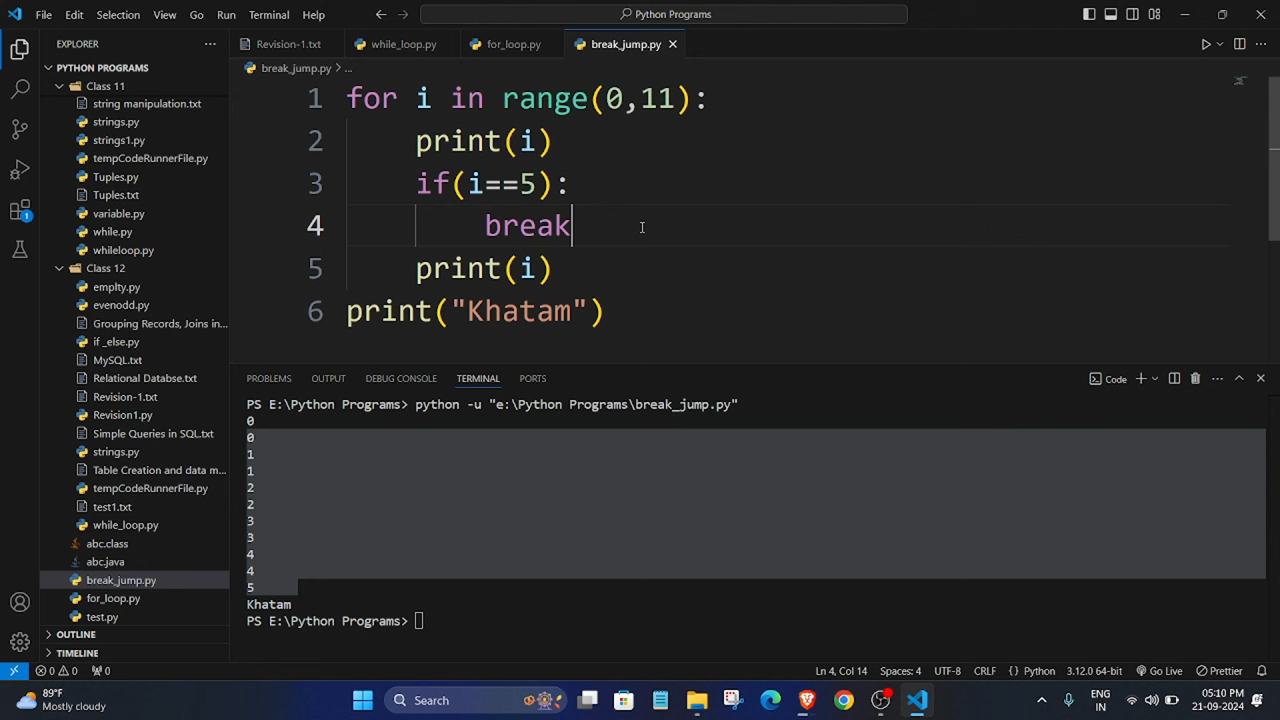 File Edit Selection View Go Run Terminal Help
Python Programs
EXPLORER
Revision-1.txt while_loop.py for_loop.py break_jump.py
PYTHON PROGRAMS
break_jump.py > ...
Class 11
string manipulation.txt
strings.py
strings1.py
tempCodeRunnerFile.py
Tuples.py
Tuples.txt
variable.py
while.py
whileloop.py
Class 12
emplty.py
evenodd.py
Grouping Records, Joins in...
if _else.py
MySQL.txt
Relational Databse.txt
Revision-1.txt
Revision1.py
Simple Queries in SQL.txt
strings.py
Table Creation and data m...
tempCodeRunnerFile.py
test1.txt
while_loop.py
abc.class
abc.java
break_jump.py
for_loop.py
test.py
OUTLINE
TIMELINE
1 for i in range(0,11):
2 print(i)
3 if(i==5):
4 break
5 print(i)
6 print("Khatam")
PROBLEMS OUTPUT DEBUG CONSOLE TERMINAL PORTS
Code
PS E:\Python Programs> python -u "e:\Python Programs\break_jump.py"
0
0
1
1
2
2
3
3
4
4
5
Khatam
PS E:\Python Programs>
1
0 0 0
Ln 4, Col 14 Spaces: 4 UTF-8 CRLF {} Python 3.12.0 64-bit Go Live Prettier
89°F
Mostly cloudy
Search
ENG
IN
05:10 PM
21-09-2024